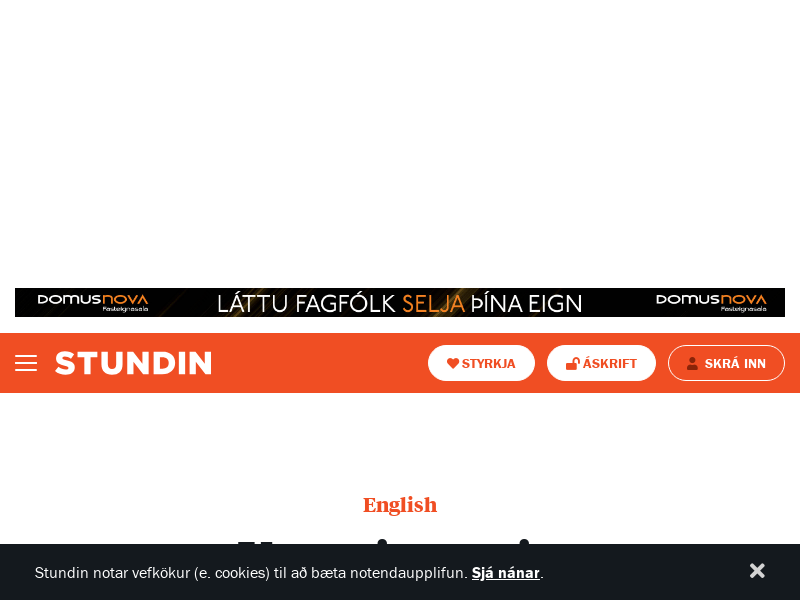 DOMUSNOVA
Fasteignasala
LÁTTU FAGFÓLK SELJA ÞÍNA EIGN
DOMUSNOVA
Fasteignasala
STUNDIN
STYRKJA
ÁSKRIFT
SKRÁ INN
English
Stundin notar vefkökur (e. cookies) til að bæta notendaupplifun. Sjá nánar.